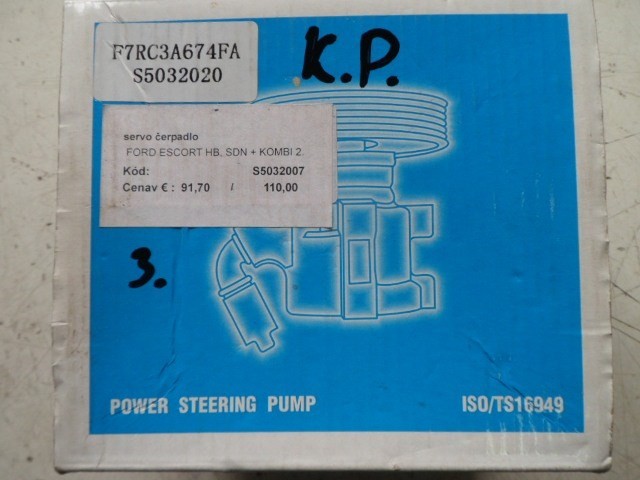 F7RC3A674FA
S5032020
K.P.
servo čerpadlo
FORD ESCORT HB, SDN + KOMBI 2.
Kód: S5032007
Cenav € : 91,70 / 110,00
3.
POWER STEERING PUMP
ISO/TS16949